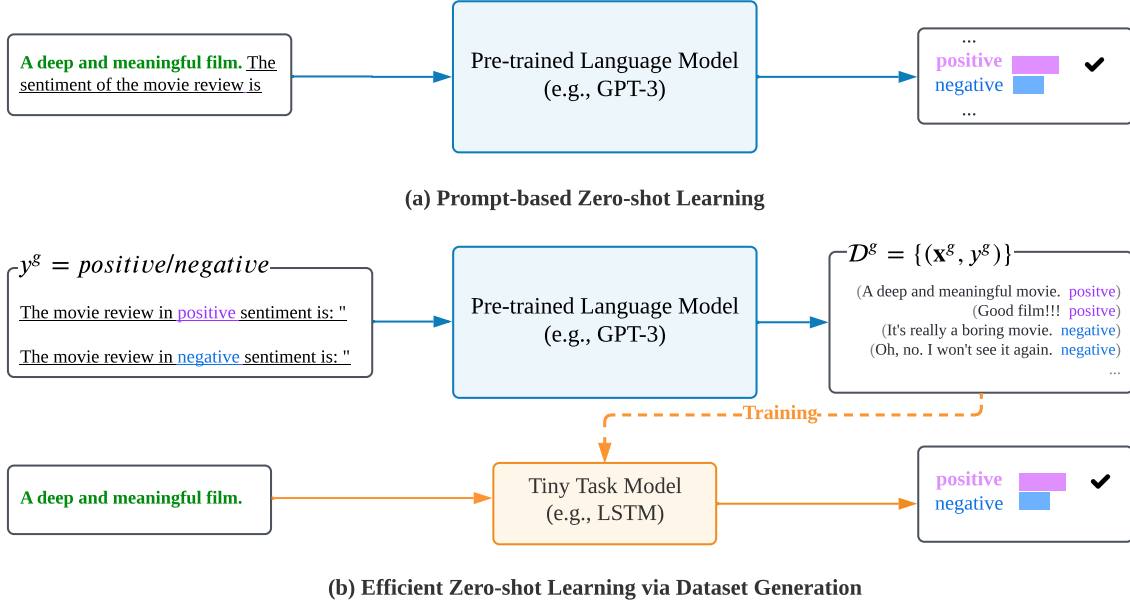 A deep and meaningful film. The
sentiment of the movie review is
Pre-trained Language Model
(e.g., GPT-3)
...
positive
negative
...
(a) Prompt-based Zero-shot Learning
y^g = positive/negative
The movie review in positive sentiment is: "
The movie review in negative sentiment is: "
Pre-trained Language Model
(e.g., GPT-3)
𝒟^g = {(x^g, y^g)}
(A deep and meaningful movie. positve)
(Good film!!! positve)
(It's really a boring movie. negative)
(Oh, no. I won't see it again. negative)
...
Training
A deep and meaningful film.
Tiny Task Model
(e.g., LSTM)
positive
negative
(b) Efficient Zero-shot Learning via Dataset Generation